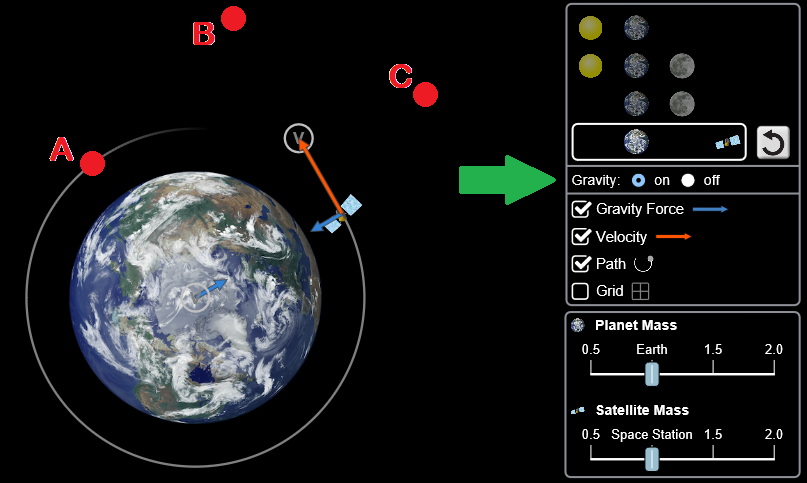 B
C
A
V
Gravity: on off
Gravity Force
Velocity
Path
Grid
Planet Mass
0.5 Earth 1.5 2.0
Satellite Mass
0.5 Space Station 1.5 2.0